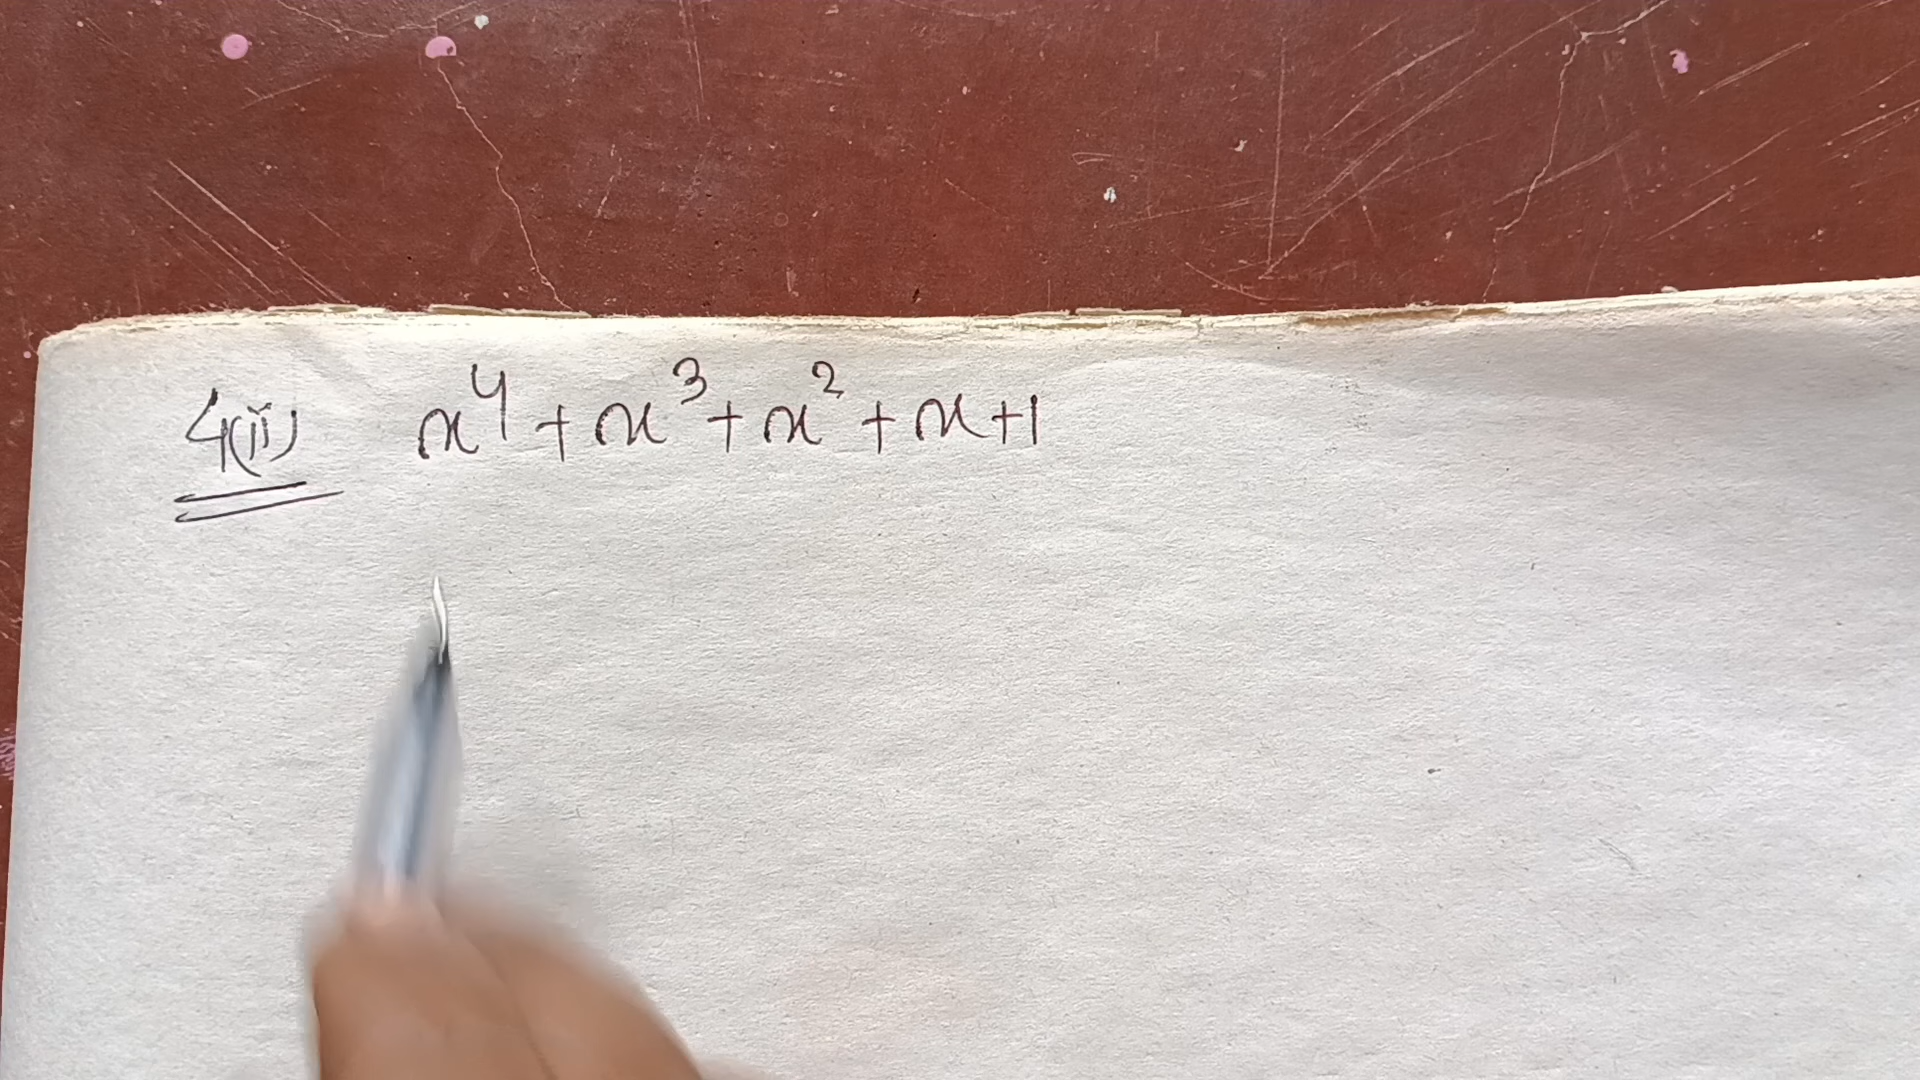 4(ii) x⁴ + x³ + x² + x + 1